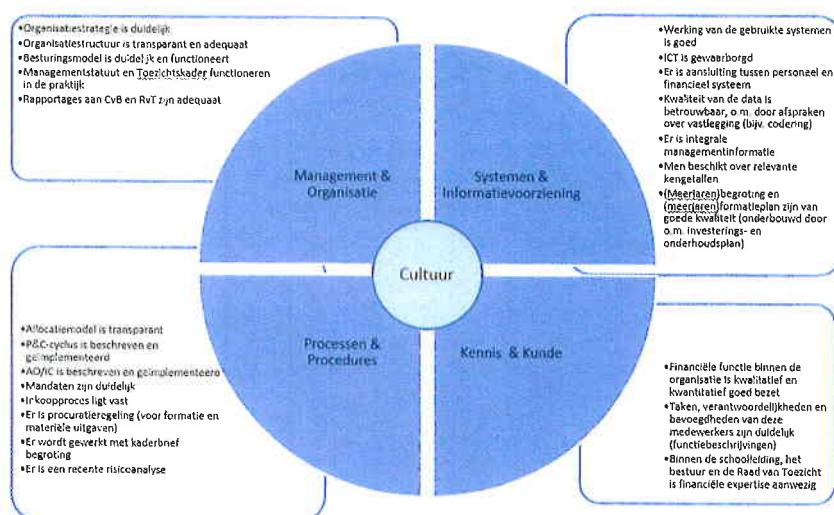 •Organisatiestrategie is duidelijk
•Organisatiestructuur is transparant en adequaat
•Besturingsmodel is duidelijk en functioneert
•Managementstatuut en Toezichtskader functioneren
in de praktijk
•Rapportages aan CvB en RvT zijn adequaat
•Werking van de gebruikte systemen
is goed
•ICT is gewaarborgd
•Er is aansluiting tussen personeel en
financieel systeem
•Kwaliteit van de data is
betrouwbaar, o.m. door afspraken
over vastlegging (bijv. codering)
•Er is integrale
managementinformatie
•Men beschikt over relevante
kengetallen
•(Meerjaren)begroting en
(meerjaren)formatieplan zijn van
goede kwaliteit (onderbouwd door
o.m. investerings- en
onderhoudsplan)
Management &
Organisatie
Systemen &
Informatievoorziening
Cultuur
Processen &
Procedures
Kennis & Kunde
•Allocatiemodel is transparant
•P&C-cyclus is beschreven en
geïmplementeerd
•AO/IC is beschreven en geïmplementeerd
•Mandaten zijn duidelijk
•Inkoopproces ligt vast
•Er is procuratieregeling (voor formatie en
materiële uitgaven)
•Er wordt gewerkt met kaderbrief
begroting
•Er is een recente risicoanalyse
•Financiële functie binnen de
organisatie is kwalitatief en
kwantitatief goed bezet
•Taken, verantwoordelijkheden en
bevoegdheden van deze
medewerkers zijn duidelijk
(functiebeschrijvingen)
•Binnen de schoolleiding, het
bestuur en de Raad van Toezicht
is financiële expertise aanwezig